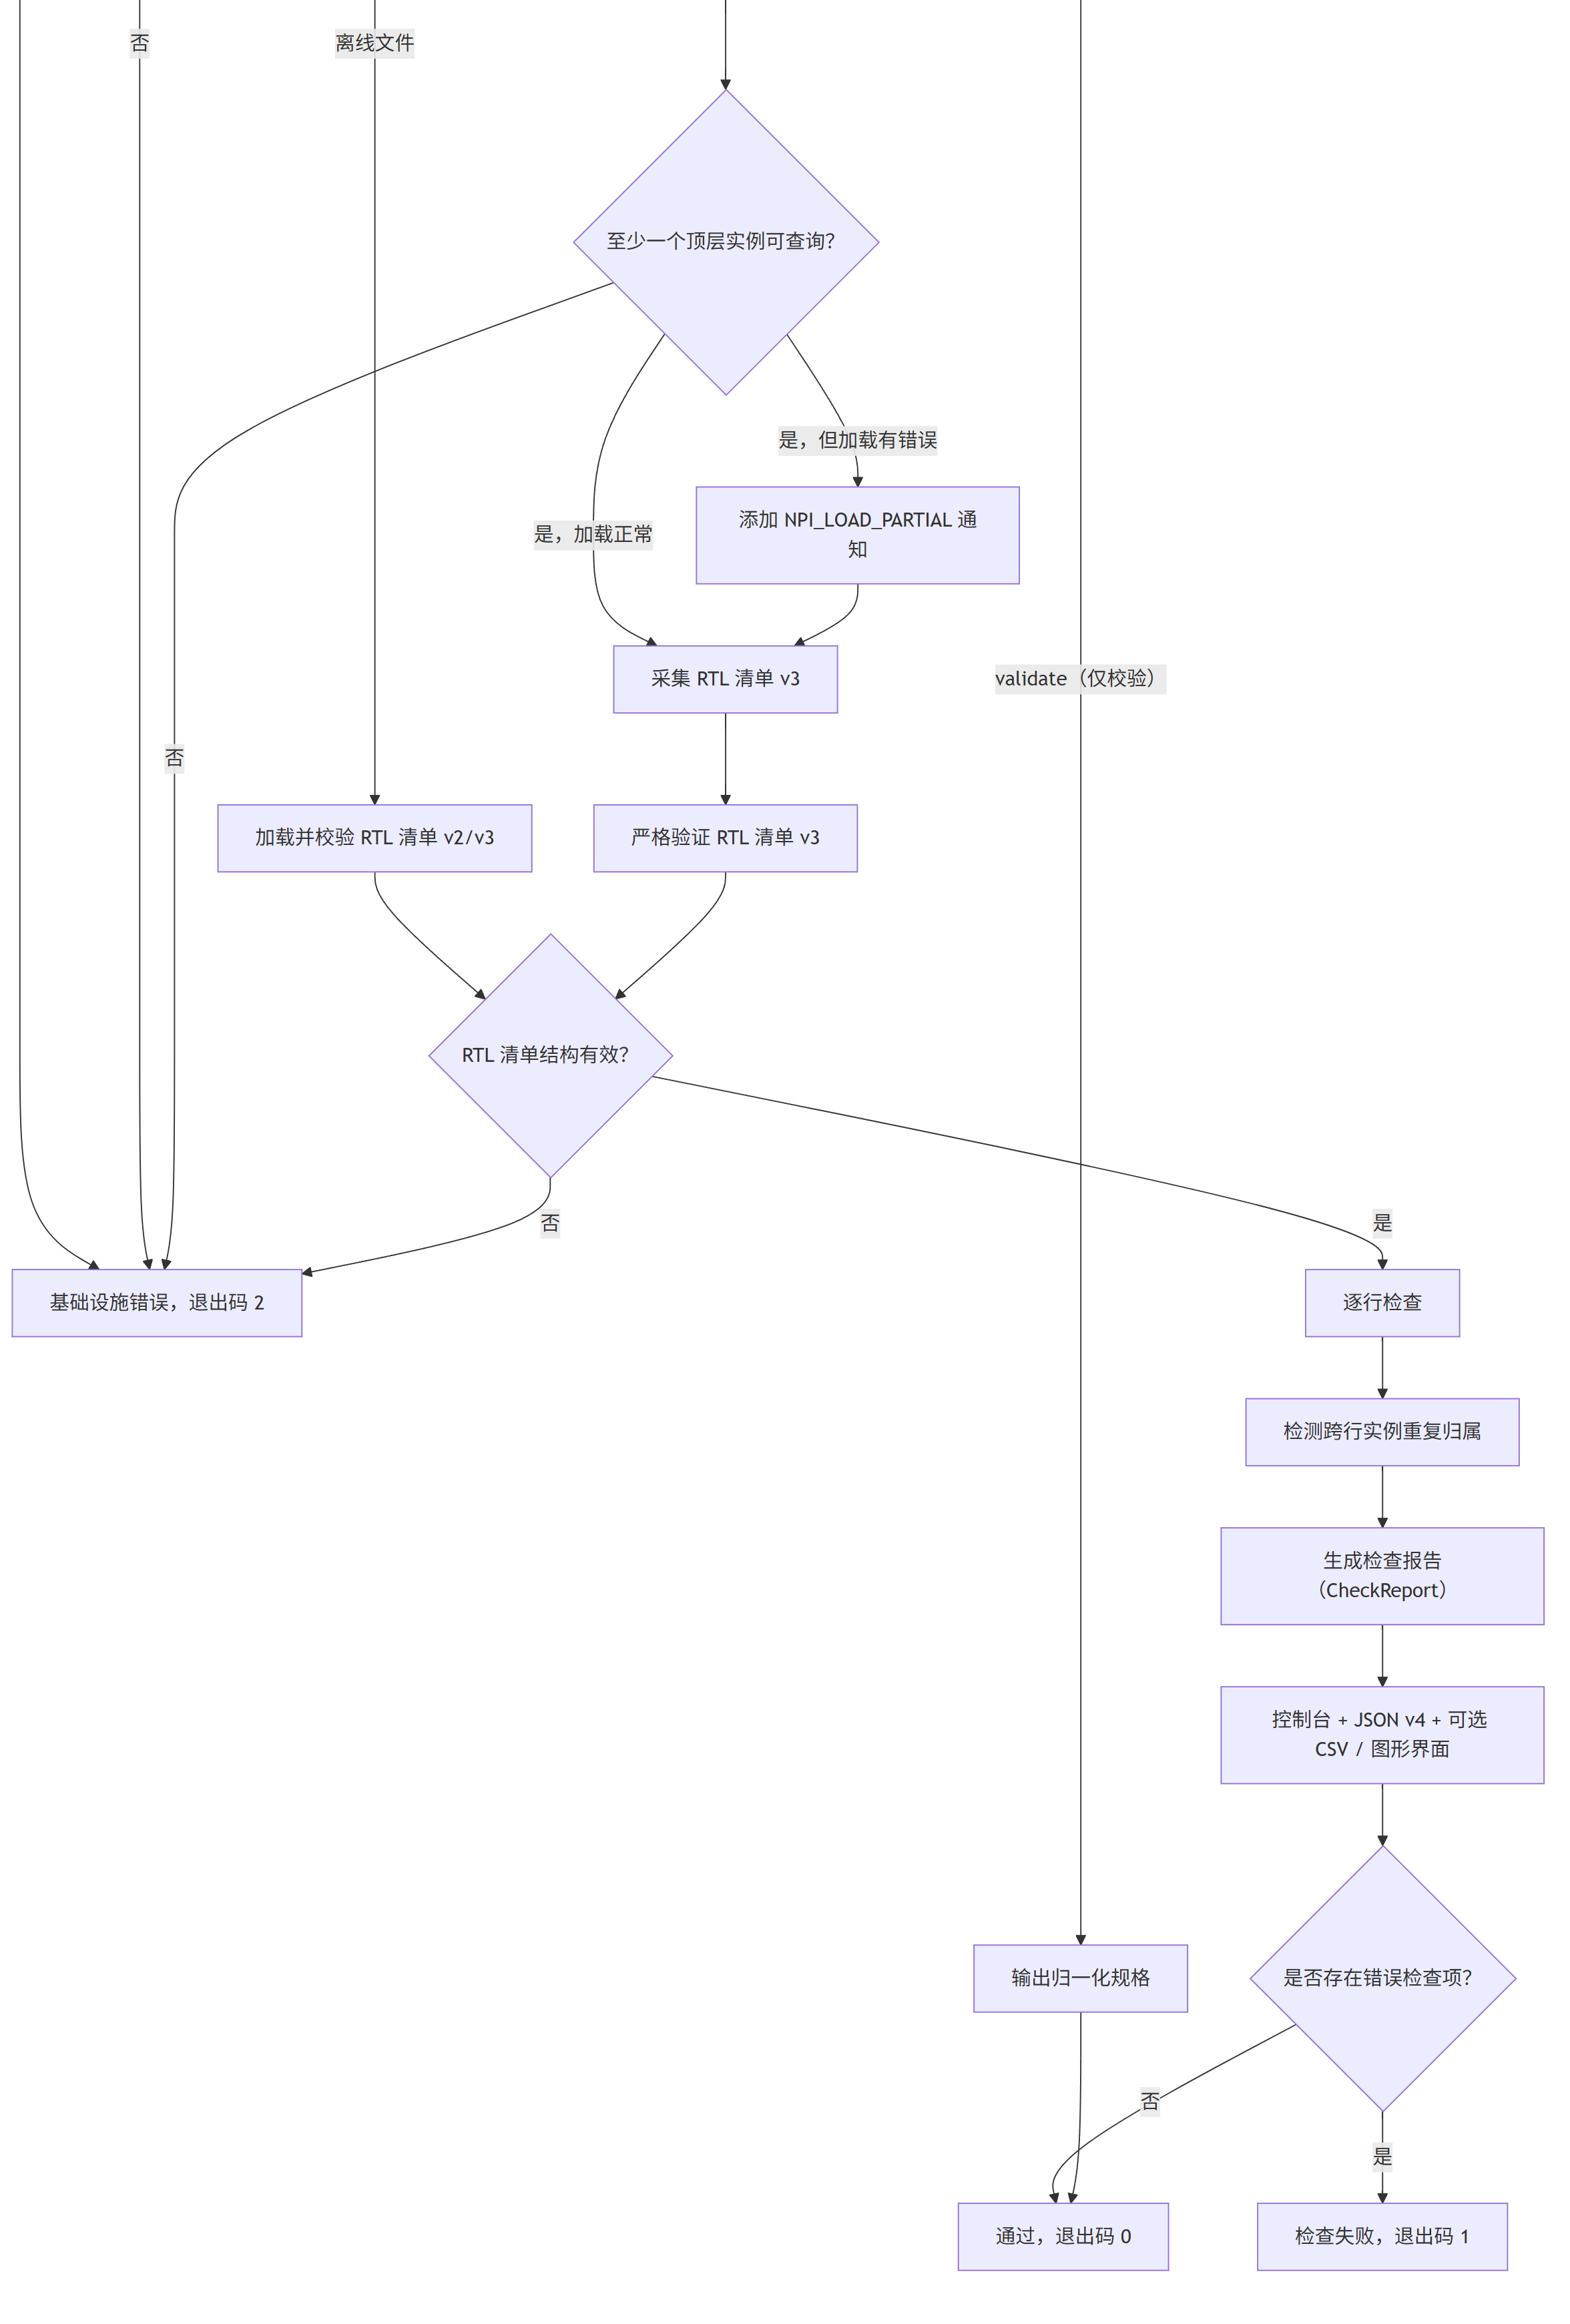 否
离线文件
至少一个顶层实例可查询？
是，但加载有错误
添加 NPI_LOAD_PARTIAL 通
知
是，加载正常
采集 RTL 清单 v3
validate（仅校验）
否
加载并校验 RTL 清单 v2/v3
严格验证 RTL 清单 v3
RTL 清单结构有效？
否
是
基础设施错误，退出码 2
逐行检查
检测跨行实例重复归属
生成检查报告
（CheckReport）
控制台 + JSON v4 + 可选
CSV / 图形界面
输出归一化规格
是否存在错误检查项？
否
是
通过，退出码 0
检查失败，退出码 1